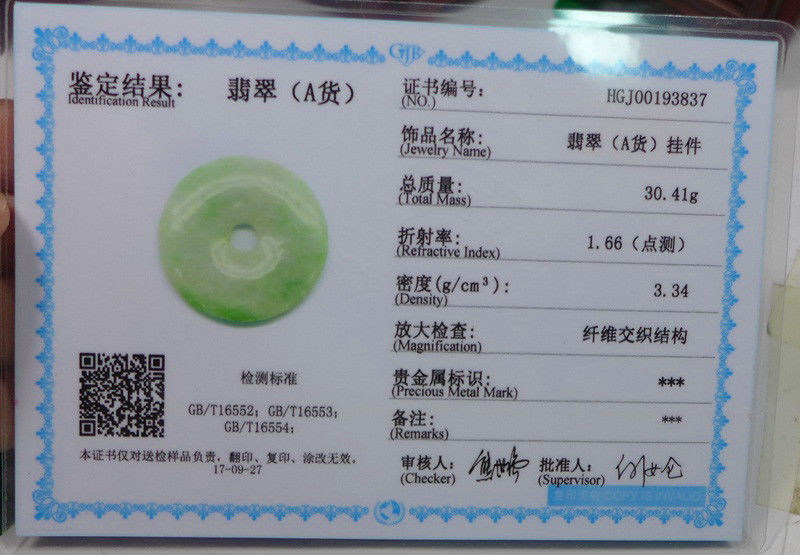 GJB
鉴定结果:
Identification Result
翡翠（A货）
检测标准
GB/T16552; GB/T16553;
GB/T16554;
本证书仅对送检样品负责，翻印、复印、涂改无效。
17-09-27
证书编号:
(NO.)
HGJ00193837
饰品名称:
(Jewelry Name)
翡翠（A货）挂件
总质量:
(Total Mass)
30.41g
折射率:
(Refractive Index)
1.66（点测）
密度(g/cm³):
(Density)
3.34
放大检查:
(Magnification)
纤维交织结构
贵金属标识:
(Precious Metal Mark)
***
备注:
(Remarks)
***
审核人:
(Checker)
批准人:
(Supervisor)
复印无效 COPY IS INVALID